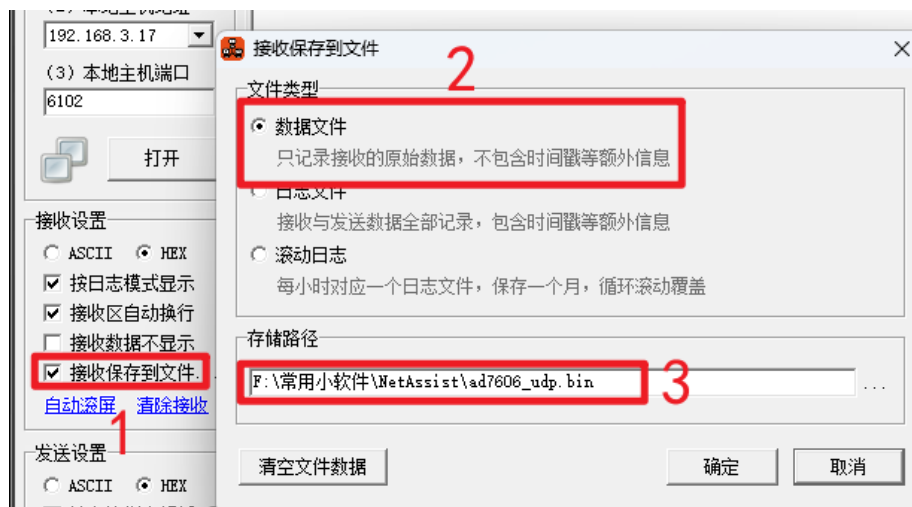 192.168.3.17
(3) 本地主机端口
6102
打开
接收设置
ASCII HEX
按日志模式显示
接收区自动换行
接收数据不显示
接收保存到文件...
自动滚屏 清除接收
1
发送设置
ASCII HEX
接收保存到文件
2
文件类型
数据文件
只记录接收的原始数据，不包含时间戳等额外信息
日志文件
接收与发送数据全部记录，包含时间戳等额外信息
滚动日志
每小时对应一个日志文件，保存一个月，循环滚动覆盖
存储路径
F:\常用小软件\NetAssist\ad7606_udp.bin
...
3
清空文件数据
确定
取消